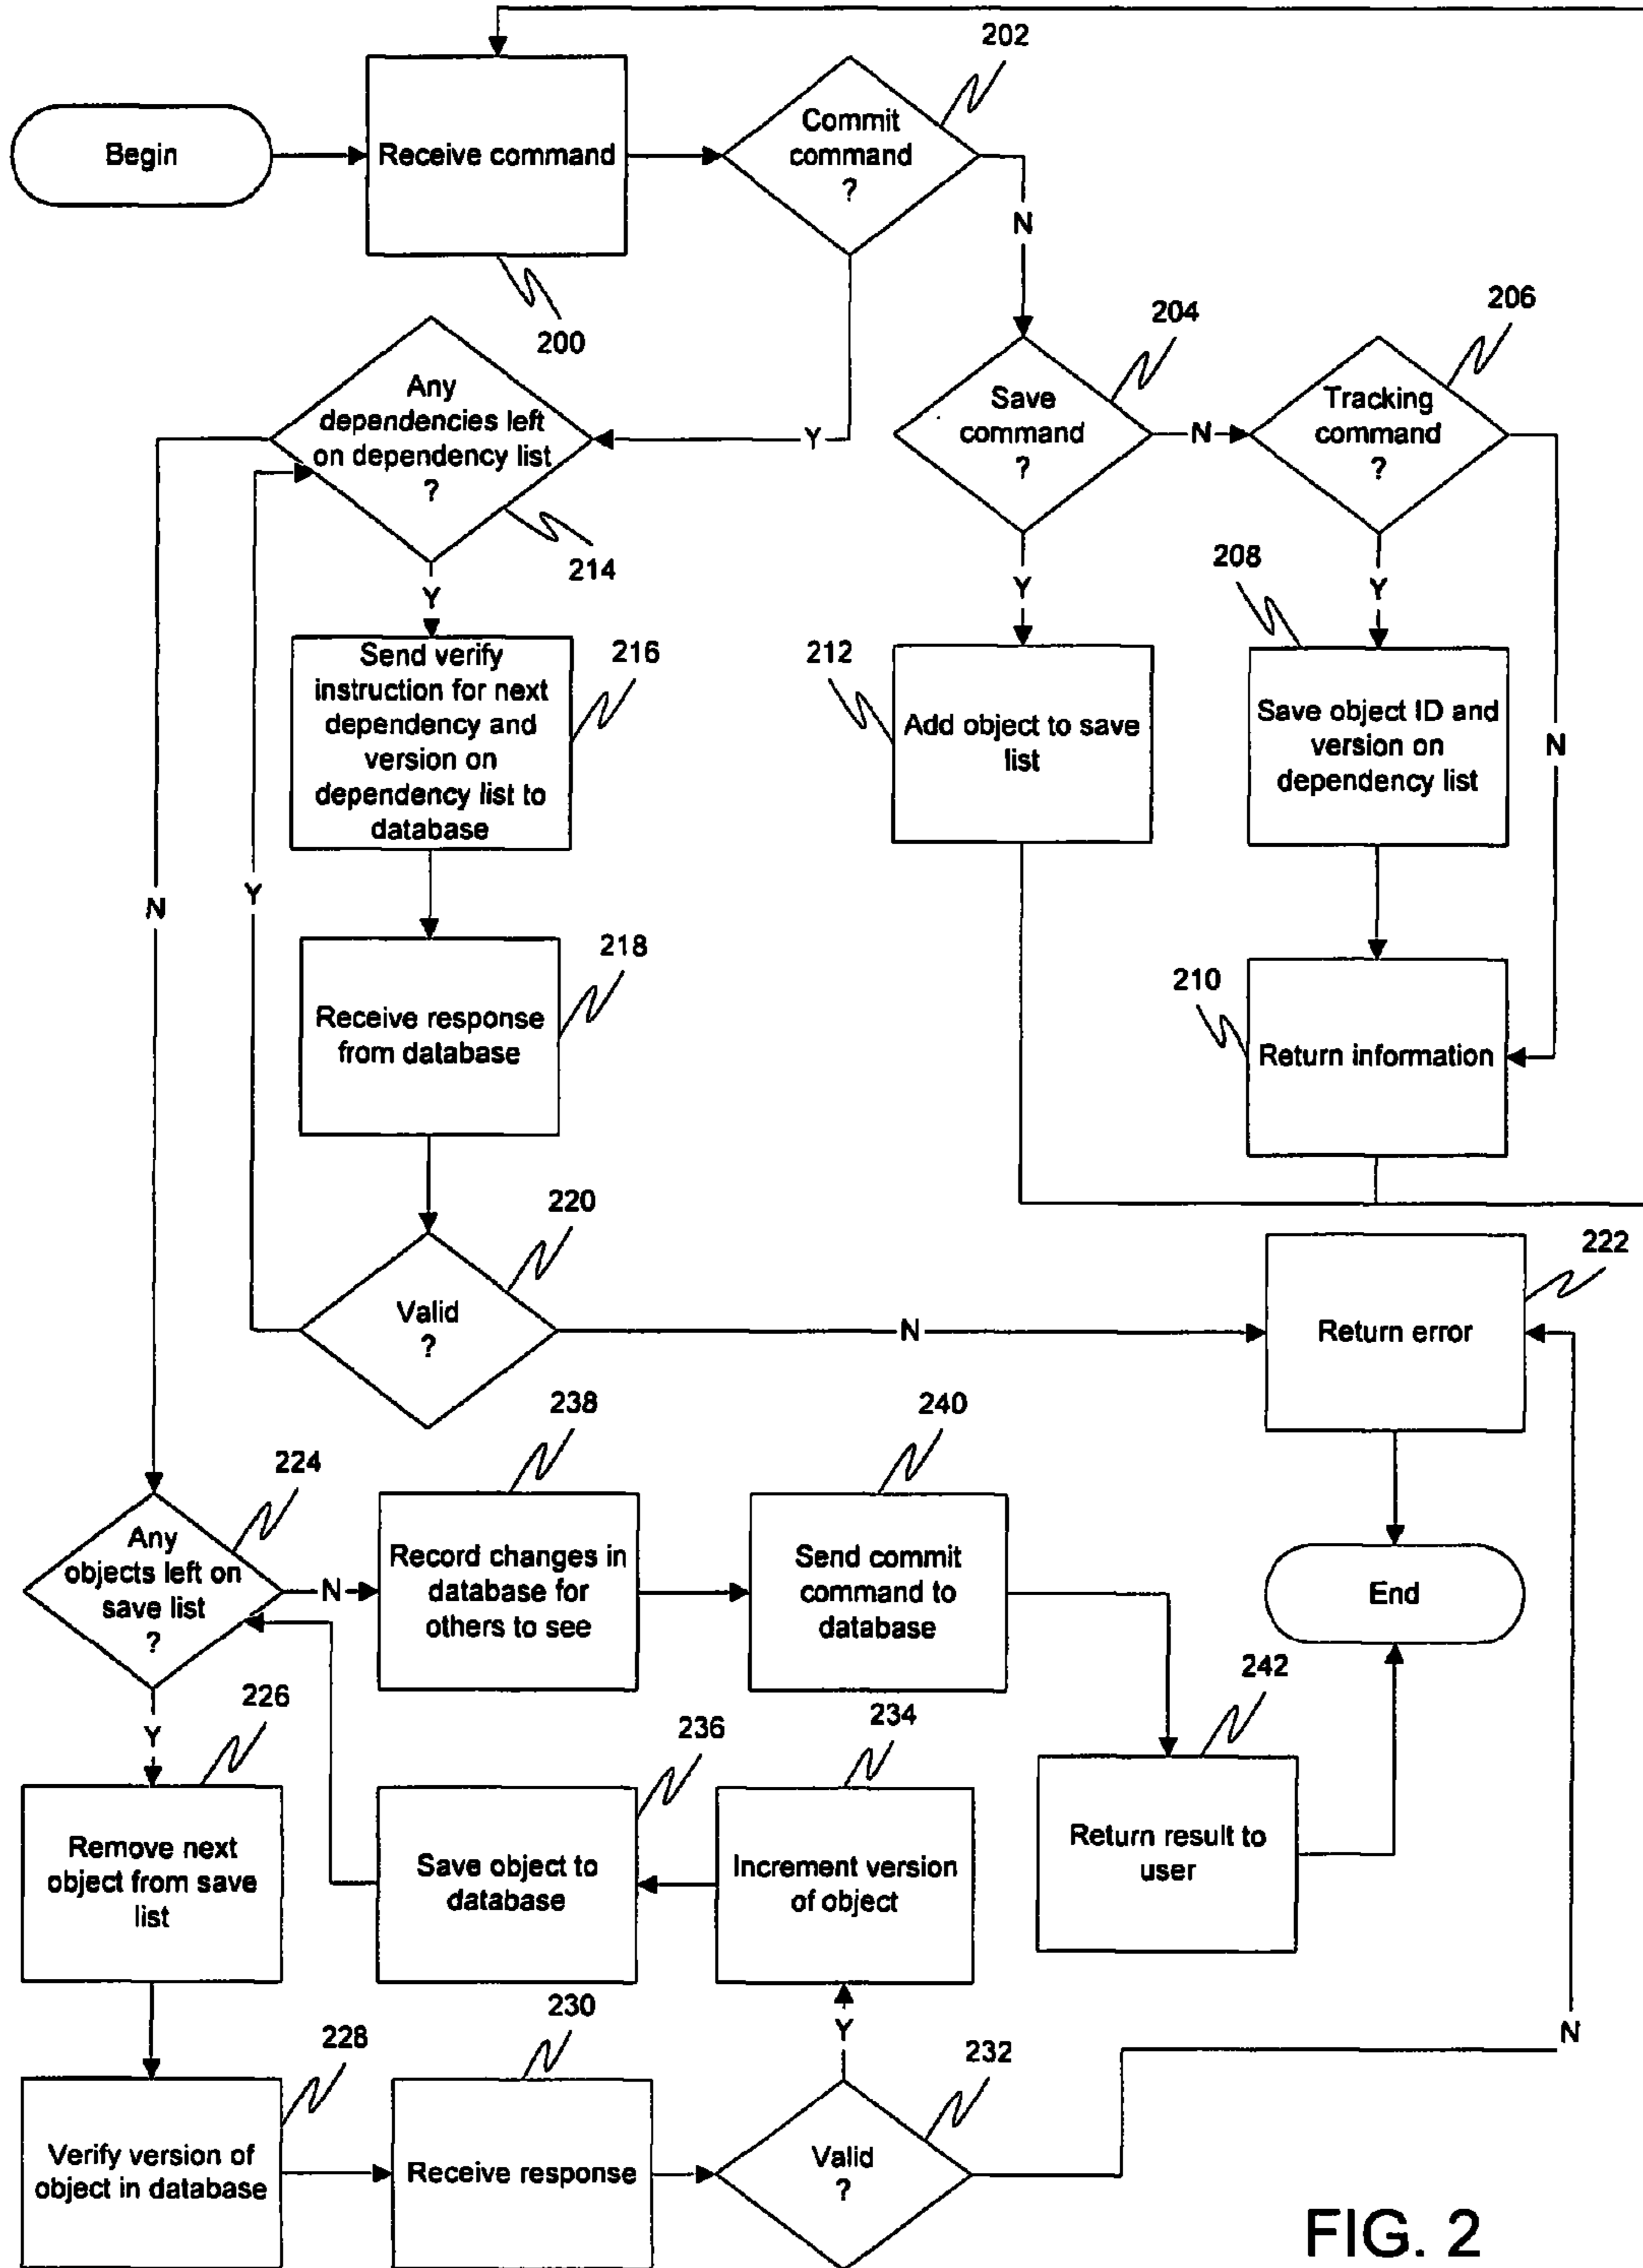 202
Commit
command
?
Begin
Receive command
N
200
204
206
Any
dependencies left
on dependency list
?
Save
command
?
Tracking
command
?
Y
N
214
208
Y
Y
Y
Send verify
instruction for next
dependency and
version on
dependency list to
database
216
212
Add object to save
list
Save object ID and
version on
dependency list
N
N
Y
218
210
Receive response
from database
Return information
220
222
Valid
?
N
Return error
238
240
224
Any
objects left on
save list
?
N
Record changes in
database for
others to see
Send commit
command to
database
End
242
226
236
234
Y
Remove next
object from save
list
Save object to
database
Increment version
of object
Return result to
user
230
Y
N
228
232
Verify version of
object in database
Receive response
Valid
?
FIG. 2